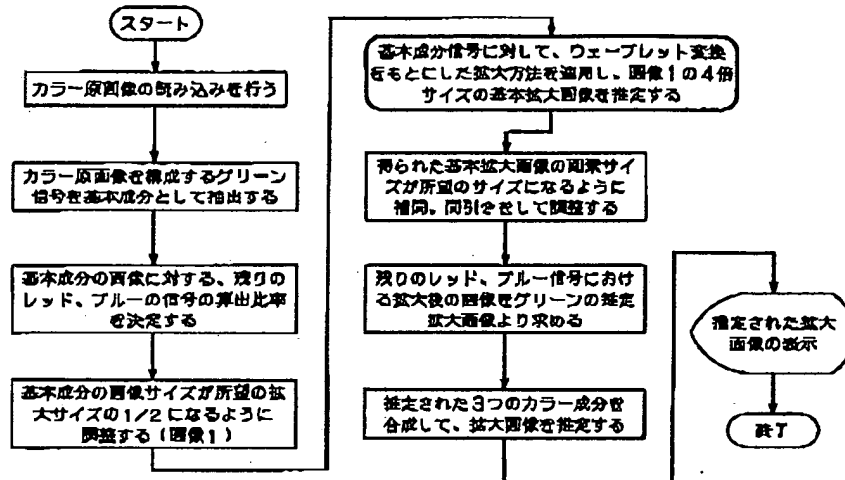 スタート
カラー原画像の読み込みを行う
カラー原画像を構成するグリーン
信号を基本成分として抽出する
基本成分の画像に対する、残りの
レッド、ブルーの信号の算出比率
を決定する
基本成分の画像サイズが所望の拡
大サイズの1/2になるように
調整する(画像1)
基本成分信号に対して、ウェーブレット変換
をもとにした拡大方法を適用し、画像1の4倍
サイズの基本拡大画像を推定する
得られた基本拡大画像の画素サイ
ズが所望のサイズになるように
補間、間引きをして調整する
残りのレッド、ブルー信号におけ
る拡大後の画像をグリーンの推定
拡大画像より求める
推定された3つのカラー成分を
合成して、拡大画像を推定する
推定された拡大
画像の表示
終了